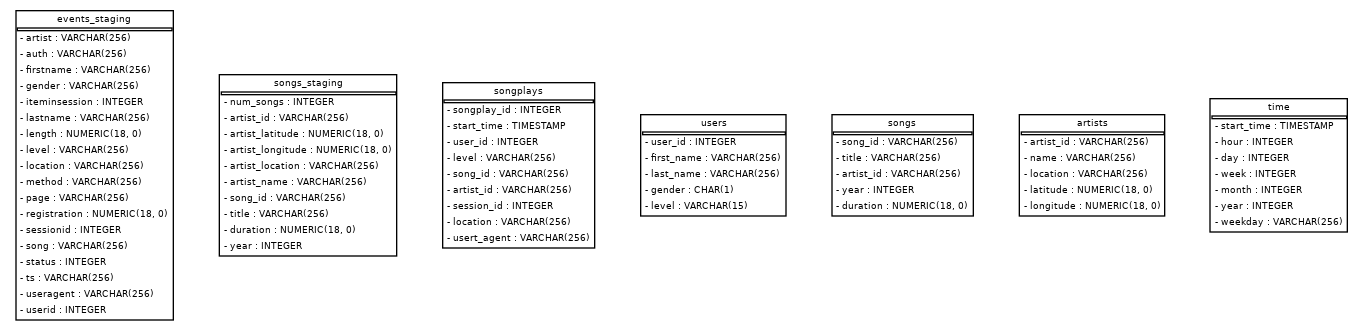 events_staging
- artist : VARCHAR(256)
- auth : VARCHAR(256)
- firstname : VARCHAR(256)
- gender : VARCHAR(256)
- iteminsession : INTEGER
- lastname : VARCHAR(256)
- length : NUMERIC(18, 0)
- level : VARCHAR(256)
- location : VARCHAR(256)
- method : VARCHAR(256)
- page : VARCHAR(256)
- registration : NUMERIC(18, 0)
- sessionid : INTEGER
- song : VARCHAR(256)
- status : INTEGER
- ts : VARCHAR(256)
- useragent : VARCHAR(256)
- userid : INTEGER
songs_staging
- num_songs : INTEGER
- artist_id : VARCHAR(256)
- artist_latitude : NUMERIC(18, 0)
- artist_longitude : NUMERIC(18, 0)
- artist_location : VARCHAR(256)
- artist_name : VARCHAR(256)
- song_id : VARCHAR(256)
- title : VARCHAR(256)
- duration : NUMERIC(18, 0)
- year : INTEGER
songplays
- songplay_id : INTEGER
- start_time : TIMESTAMP
- user_id : INTEGER
- level : VARCHAR(256)
- song_id : VARCHAR(256)
- artist_id : VARCHAR(256)
- session_id : INTEGER
- location : VARCHAR(256)
- usert_agent : VARCHAR(256)
users
- user_id : INTEGER
- first_name : VARCHAR(256)
- last_name : VARCHAR(256)
- gender : CHAR(1)
- level : VARCHAR(15)
songs
- song_id : VARCHAR(256)
- title : VARCHAR(256)
- artist_id : VARCHAR(256)
- year : INTEGER
- duration : NUMERIC(18, 0)
artists
- artist_id : VARCHAR(256)
- name : VARCHAR(256)
- location : VARCHAR(256)
- latitude : NUMERIC(18, 0)
- longitude : NUMERIC(18, 0)
time
- start_time : TIMESTAMP
- hour : INTEGER
- day : INTEGER
- week : INTEGER
- month : INTEGER
- year : INTEGER
- weekday : VARCHAR(256)